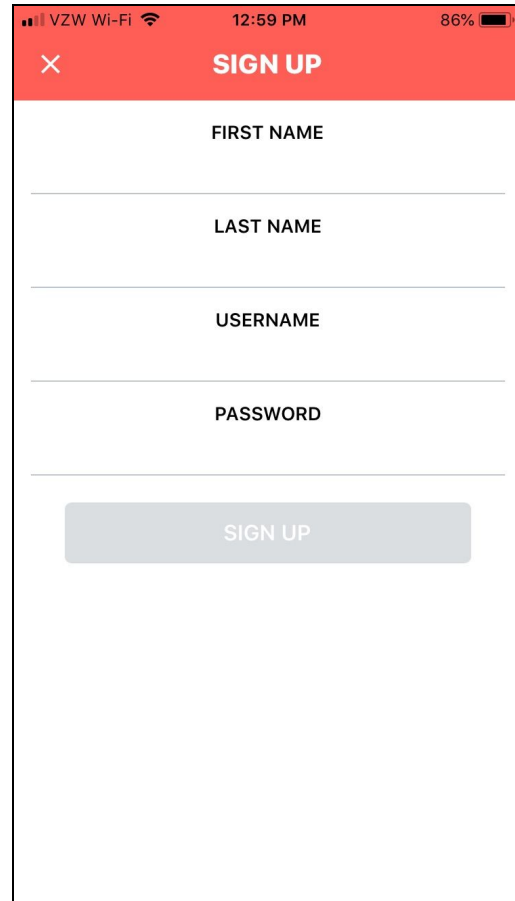 VZW Wi-Fi 12:59 PM 86%
SIGN UP
FIRST NAME
LAST NAME
USERNAME
PASSWORD
SIGN UP